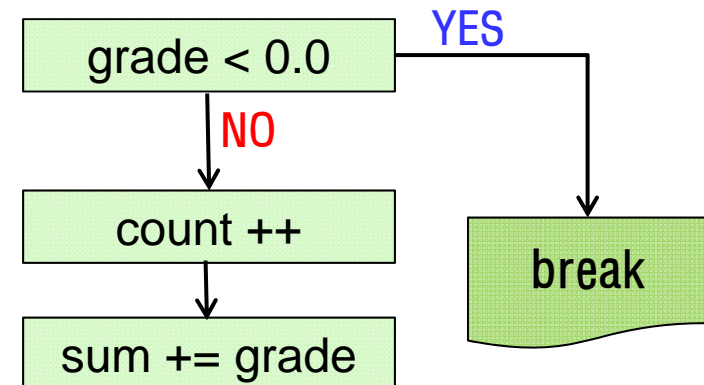 grade < 0.0
YES
NO
count ++
break
sum += grade